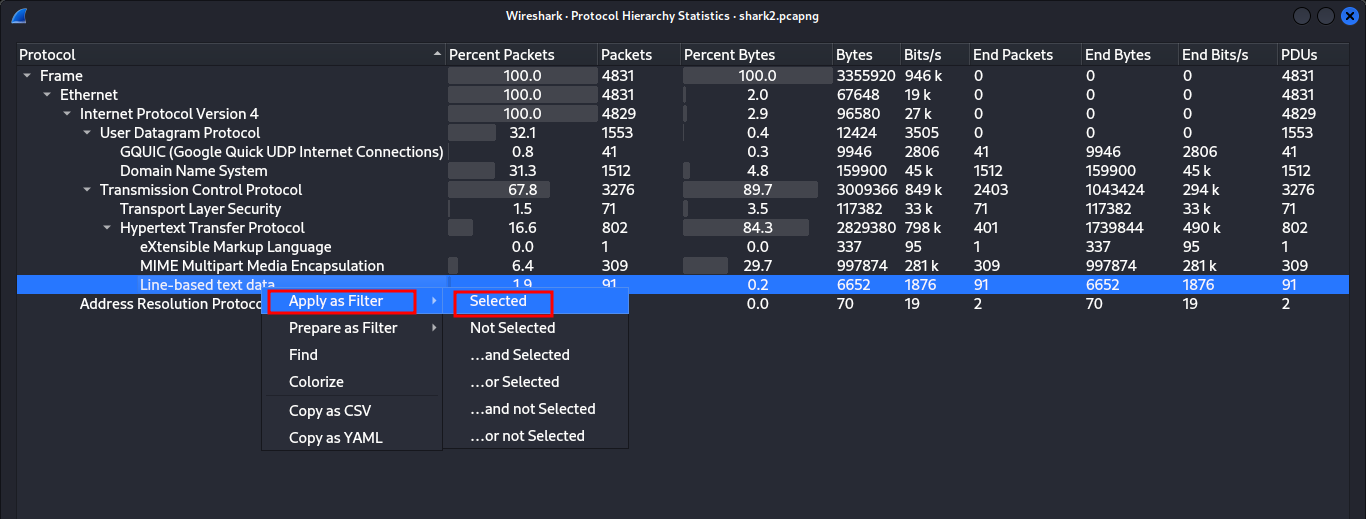 Wireshark · Protocol Hierarchy Statistics · shark2.pcapng
Protocol Percent Packets Packets Percent Bytes Bytes Bits/s End Packets End Bytes End Bits/s PDUs
Frame 100.0 4831 100.0 3355920 946 k 0 0 0 4831
Ethernet 100.0 4831 2.0 67648 19 k 0 0 0 4831
Internet Protocol Version 4 100.0 4829 2.9 96580 27 k 0 0 0 4829
User Datagram Protocol 32.1 1553 0.4 12424 3505 0 0 0 1553
GQUIC (Google Quick UDP Internet Connections) 0.8 41 0.3 9946 2806 41 9946 2806 41
Domain Name System 31.3 1512 4.8 159900 45 k 1512 159900 45 k 1512
Transmission Control Protocol 67.8 3276 89.7 3009366 849 k 2403 1043424 294 k 3276
Transport Layer Security 1.5 71 3.5 117382 33 k 71 117382 33 k 71
Hypertext Transfer Protocol 16.6 802 84.3 2829380 798 k 401 1739844 490 k 802
eXtensible Markup Language 0.0 1 0.0 337 95 1 337 95 1
MIME Multipart Media Encapsulation 6.4 309 29.7 997874 281 k 309 997874 281 k 309
Line-based text data 1.9 91 0.2 6652 1876 91 6652 1876 91
Address Resolution Protoco 0.0 70 19 2 70 19 2
Apply as Filter
Prepare as Filter
Find
Colorize
Copy as CSV
Copy as YAML
Selected
Not Selected
...and Selected
...or Selected
...and not Selected
...or not Selected